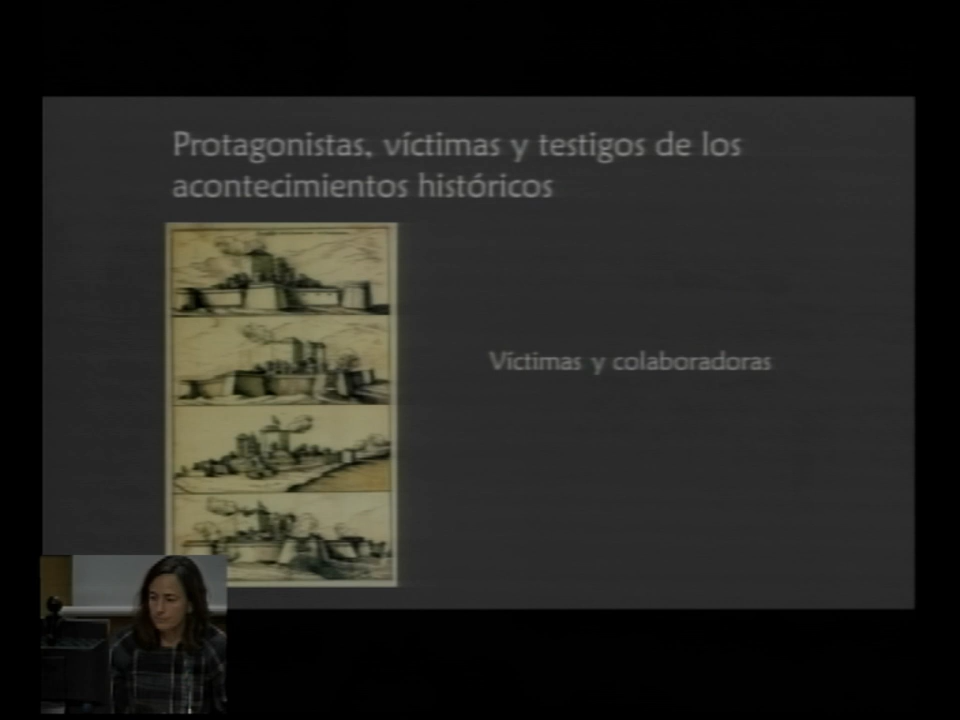 Protagonistas, víctimas y testigos de los
acontecimientos históricos
Víctimas y colaboradoras